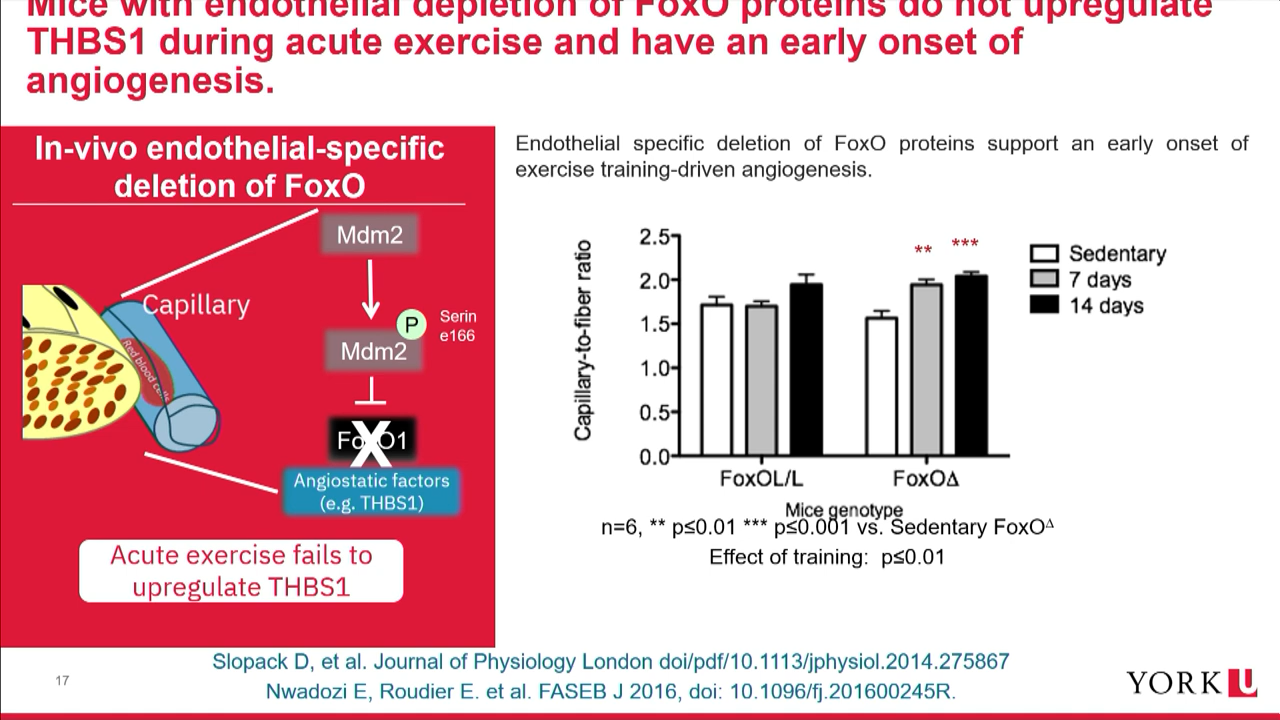 Mice with endothelial depletion of FoxO proteins do not upregulate
THBS1 during acute exercise and have an early onset of
angiogenesis.
In-vivo endothelial-specific
deletion of FoxO
Mdm2
Capillary
Red blood cells
P
Serin
e166
Mdm2
FoxO1
X
Angiostatic factors
(e.g. THBS1)
Acute exercise fails to
upregulate THBS1
Endothelial specific deletion of FoxO proteins support an early onset of
exercise training-driven angiogenesis.
Capillary-to-fiber ratio
2.5
2.0
1.5
1.0
0.5
0.0
** ***
Sedentary
7 days
14 days
FoxOL/L FoxOΔ
Mice genotype
n=6, ** p≤0.01 *** p≤0.001 vs. Sedentary FoxOΔ
Effect of training: p≤0.01
Slopack D, et al. Journal of Physiology London doi/pdf/10.1113/jphysiol.2014.275867
Nwadozi E, Roudier E. et al. FASEB J 2016, doi: 10.1096/fj.201600245R.
17
YORK U